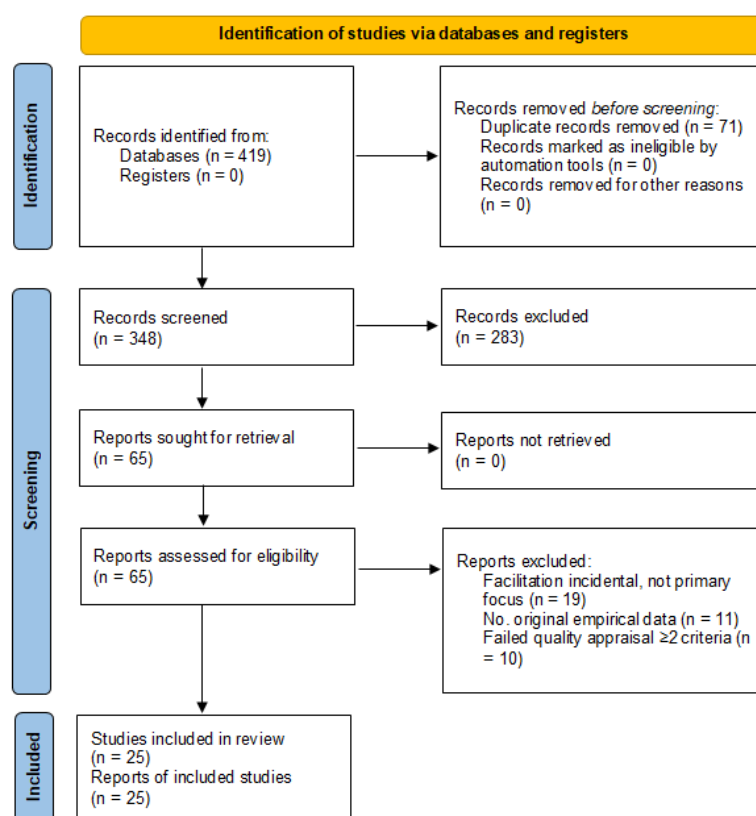 Identification of studies via databases and registers
Identification
Records identified from:
Databases (n = 419)
Registers (n = 0)
Records removed before screening:
Duplicate records removed (n = 71)
Records marked as ineligible by
automation tools (n = 0)
Records removed for other reasons
(n = 0)
Screening
Records screened
(n = 348)
Records excluded
(n = 283)
Reports sought for retrieval
(n = 65)
Reports not retrieved
(n = 0)
Reports assessed for eligibility
(n = 65)
Reports excluded:
Facilitation incidental, not primary
focus (n = 19)
No. original empirical data (n = 11)
Failed quality appraisal ≥2 criteria (n
= 10)
Included
Studies included in review
(n = 25)
Reports of included studies
(n = 25)